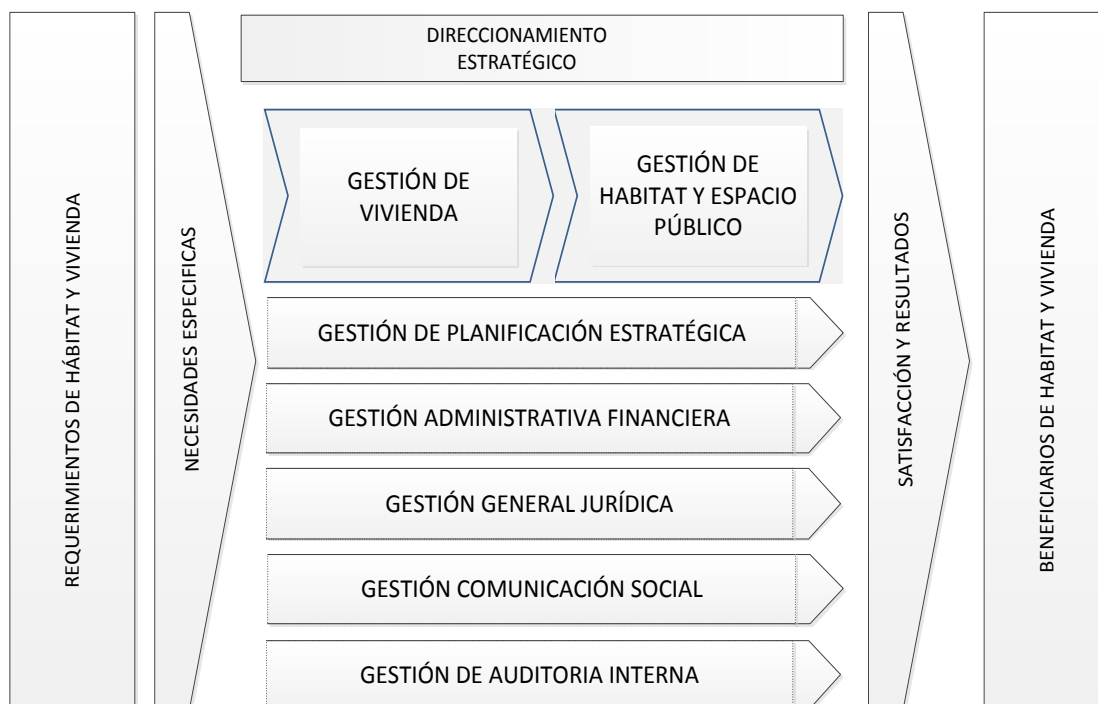 REQUERIMIENTOS DE HÁBITAT Y VIVIENDA
NECESIDADES ESPECIFICAS
DIRECCIONAMIENTO
ESTRATÉGICO
GESTIÓN DE
VIVIENDA
GESTIÓN DE
HABITAT Y ESPACIO
PÚBLICO
GESTIÓN DE PLANIFICACIÓN ESTRATÉGICA
GESTIÓN ADMINISTRATIVA FINANCIERA
GESTIÓN GENERAL JURÍDICA
GESTIÓN COMUNICACIÓN SOCIAL
GESTIÓN DE AUDITORIA INTERNA
SATISFACCIÓN Y RESULTADOS
BENEFICIARIOS DE HABITAT Y VIVIENDA